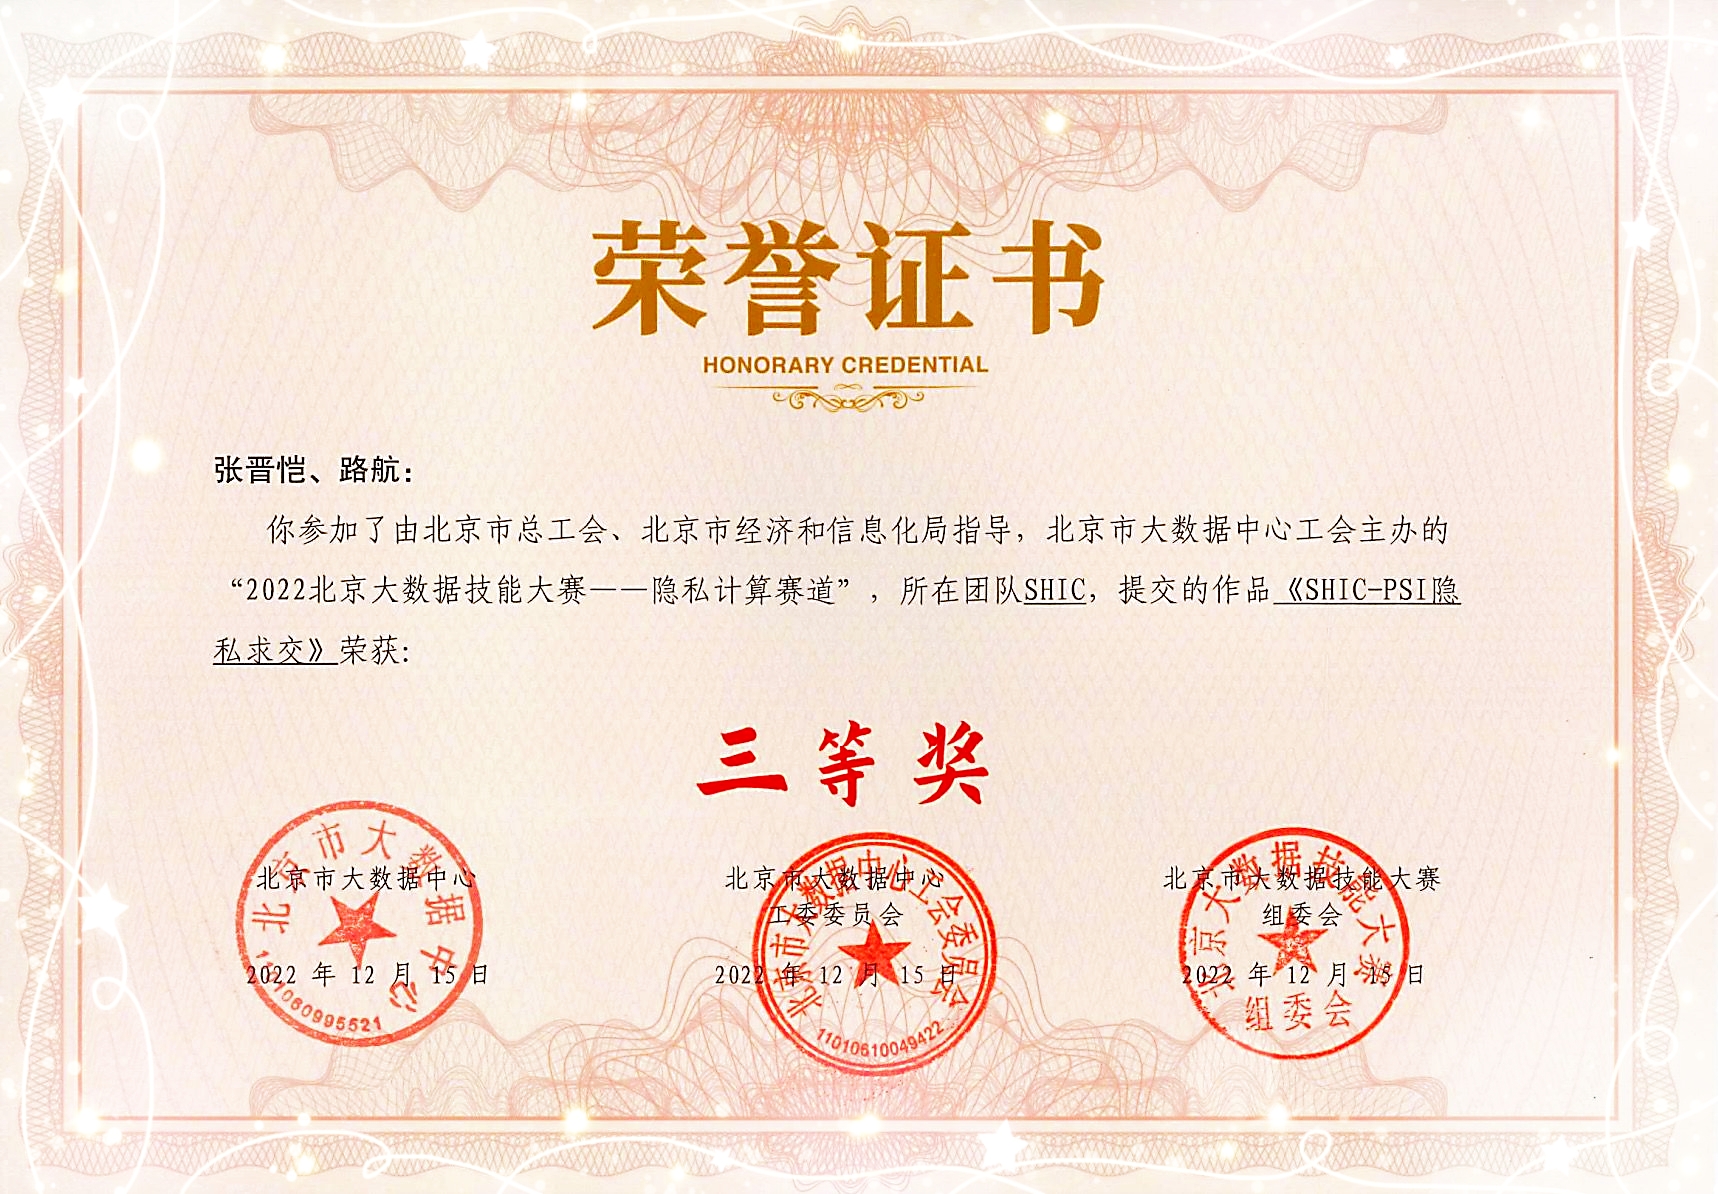 荣誉证书
HONORARY CREDENTIAL
张晋恺、路航：
你参加了由北京市总工会、北京市经济和信息化局指导，北京市大数据中心工会主办的
“2022北京大数据技能大赛——隐私计算赛道”，所在团队SHIC，提交的作品《SHIC-PSI隐
私求交》荣获：
三等奖
北京市大数据中心
2022 年 12 月 15 日
北京市大数据中心
1101060995521
北京市大数据中心
工委委员会
2022 年 12 月 15 日
北京市大数据中心工会委员会
11010610049422
北京市大数据技能大赛
组委会
2022 年 12 月 15 日
北京大数据技能大赛
组委会